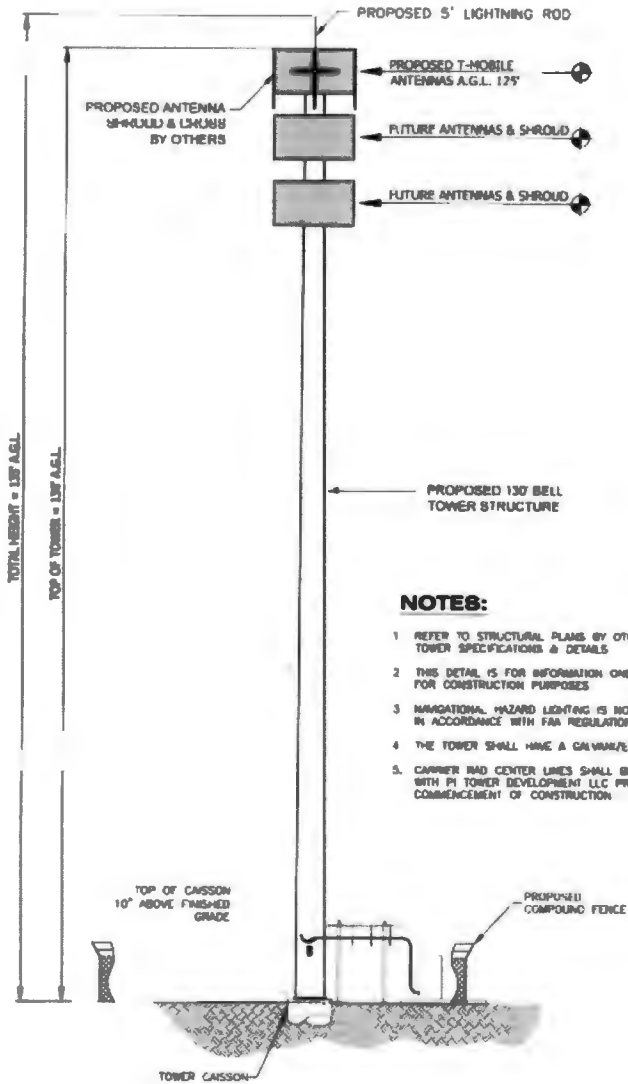 PROPOSED 5' LIGHTNING ROD
PROPOSED T-MOBILE
ANTENNAS A.G.L. 125'
PROPOSED ANTENNA
SHROUD & CROSS
BY OTHERS
FUTURE ANTENNAS & SHROUD
FUTURE ANTENNAS & SHROUD
TOTAL HEIGHT = A.G.L.
TOP OF TOWER = A.G.L.
PROPOSED 130' BELL
TOWER STRUCTURE
NOTES:
1 REFER TO STRUCTURAL PLANS BY
TOWER SPECIFICATIONS & DETAILS
2 THIS DETAIL IS FOR INFORMATION
FOR CONSTRUCTION PURPOSES
3 NAVIGATIONAL HAZARD LIGHTING IS
IN ACCORDANCE WITH FAA
4 THE TOWER SHALL HAVE A
5. CARRIER RAD CENTER LINES SHALL
WITH PI TOWER DEVELOPMENT LLC
COMMENCEMENT OF CONSTRUCTION
TOP OF CAISSON
10" ABOVE FINISHED
GRADE
PROPOSED
COMPOUND FENCE
TOWER CAISSON